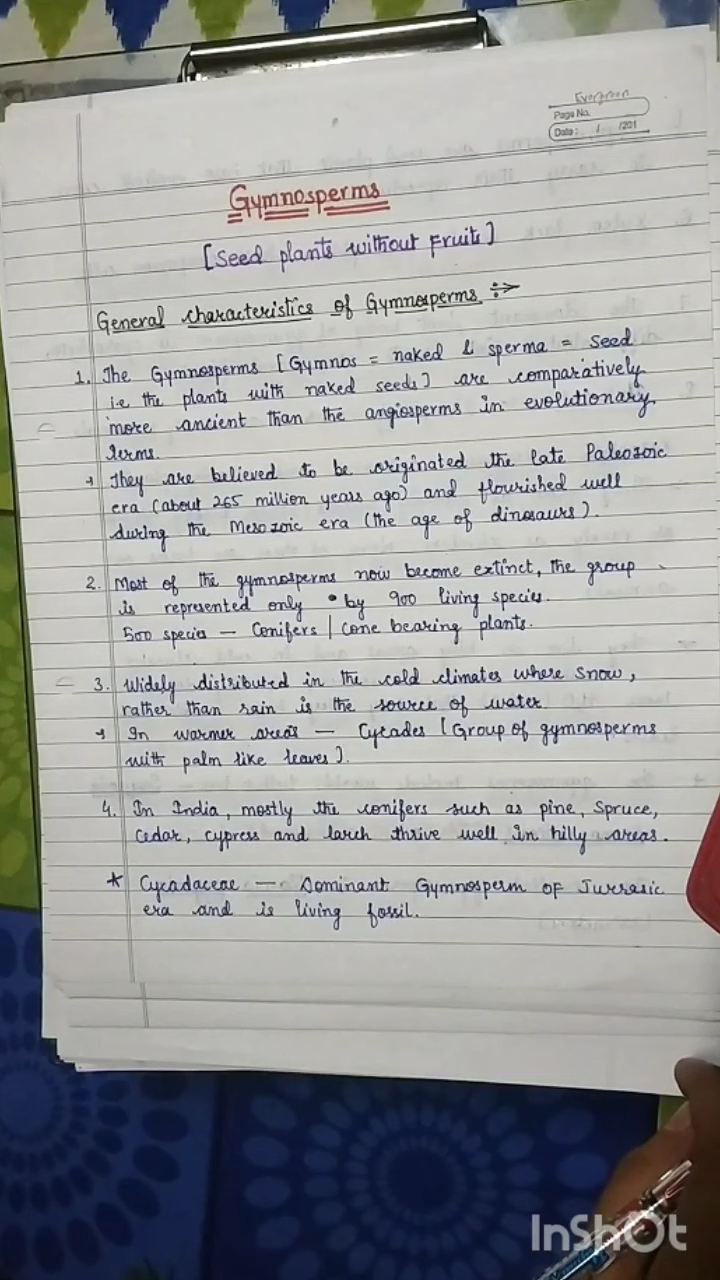 Evergreen
Page No.
Date : / /201
Gymnosperms
[Seed plants without Fruits]
General characteristics of Gymnosperms ÷>
1. The Gymnosperms [Gymnos = naked & sperma = seed
i.e the plants with naked seeds] are comparatively
more ancient than the angiosperms in evolutionary
terms.
→ They are believed to be originated the late Paleozoic
era (about 265 million years ago) and flourished well
during the Mesozoic era (the age of dinosaurs).
2. Most of the gymnosperms now become extinct, the group
is represented only by 900 living species.
500 species — Conifers / cone bearing plants.
3. Widely distributed in the cold climates where snow,
rather than rain is the source of water.
→ In warmer areas — Cycades [Group of gymnosperms
with palm like leaves].
4. In India, mostly the conifers such as pine, Spruce,
Cedar, cypress and larch thrive well in hilly areas.
* Cycadaceae — Dominant Gymnosperm of Jurrasic
era and is living fossil.
InShOt